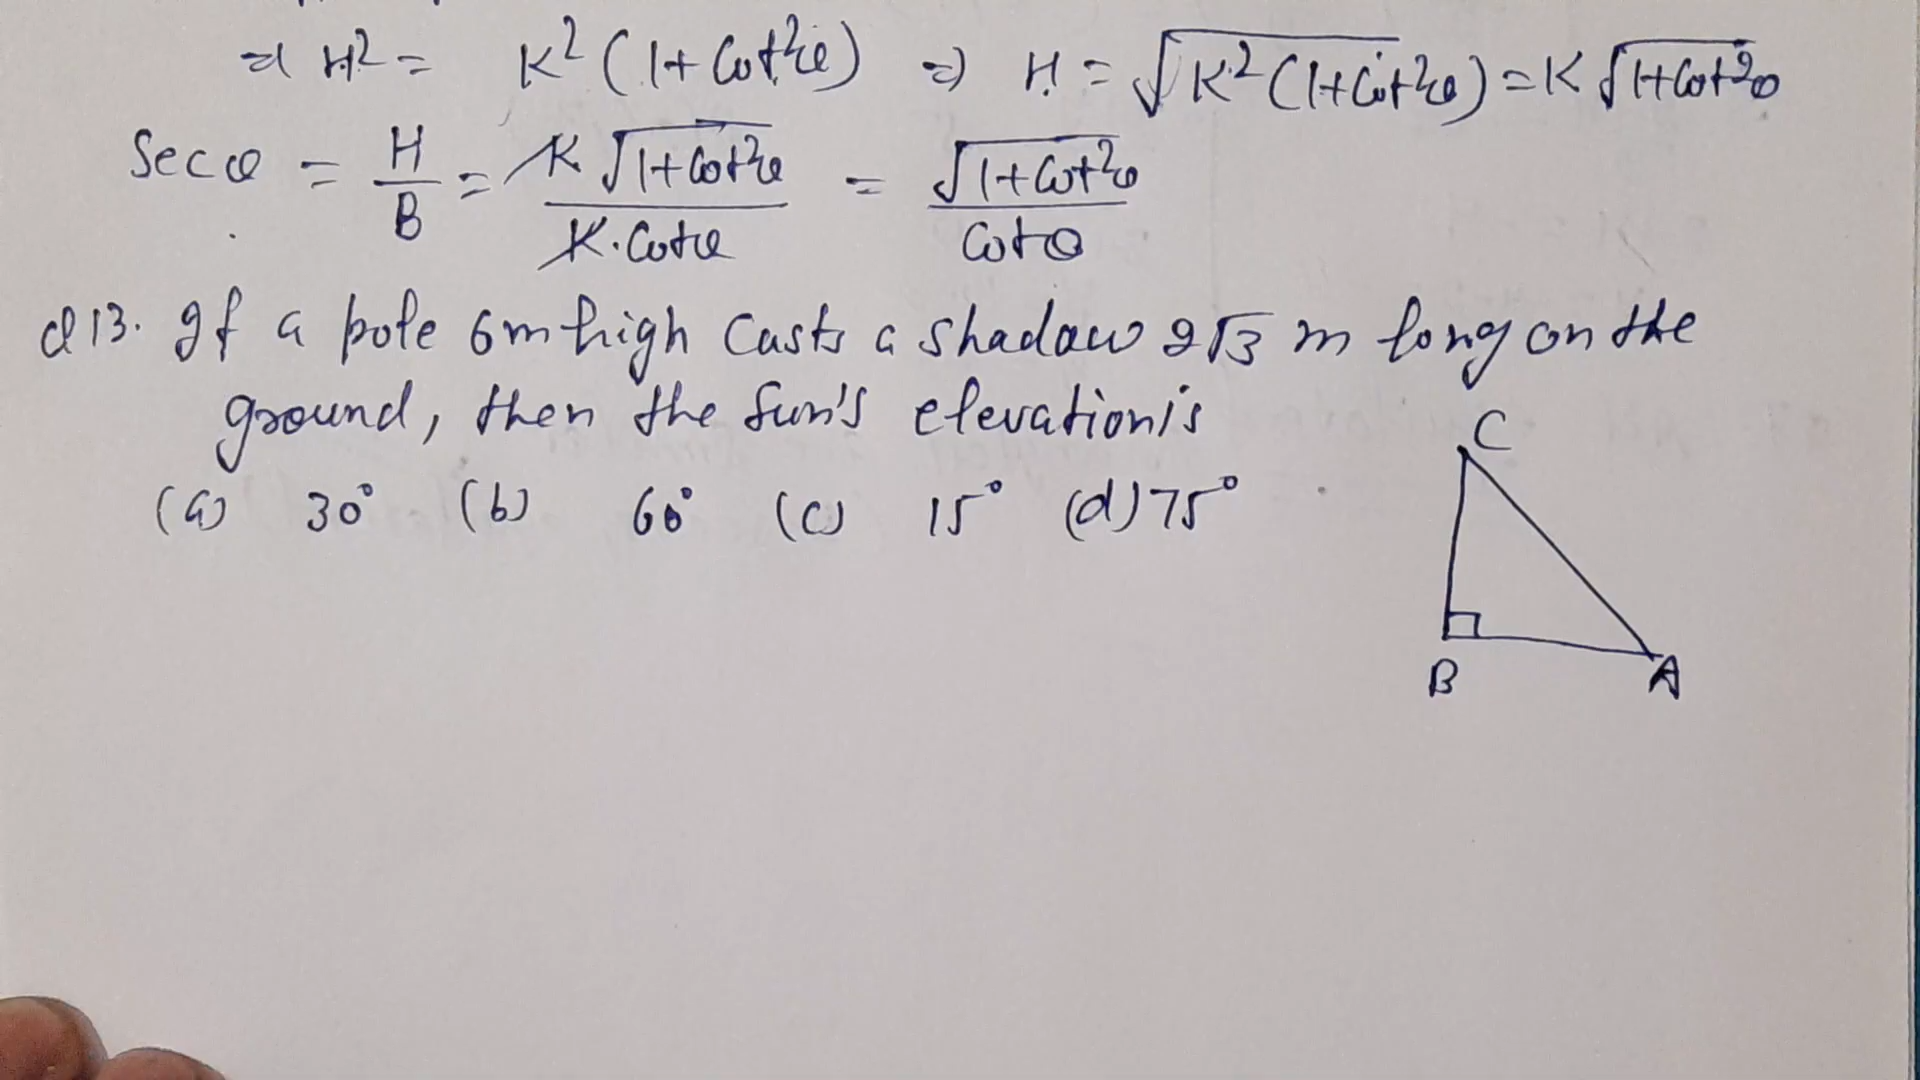 ⇒ H² = K² (1+Cot²θ) ⇒ H = √K²(1+Cot²θ) = K √1+Cot²θ
Secθ = H/B = K √1+Cot²θ / K·Cotθ = √1+Cot²θ / Cotθ
Q13. If a pole 6m high Casts a shadow 2√3 m long on the
ground, then the Sun's elevation is
(a) 30° (b) 60° (c) 15° (d) 75°
C
B A